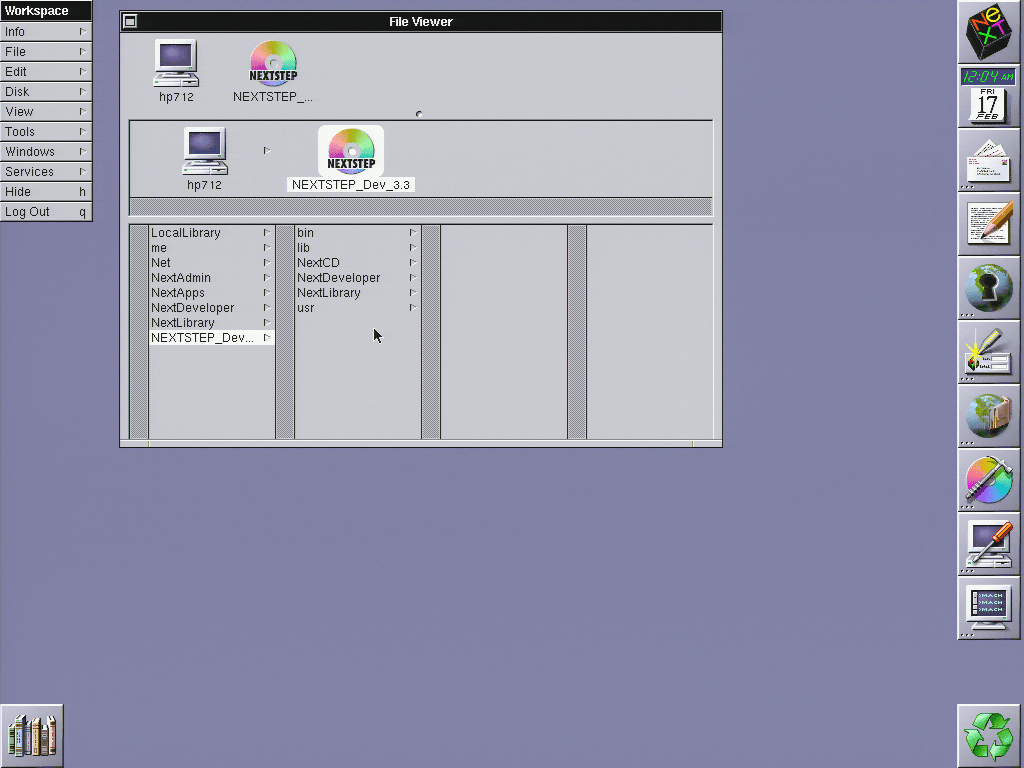 Workspace
Info
File
Edit
Disk
View
Tools
Windows
Services
Hide h
Log Out q
File Viewer
NEXTSTEP
hp712
NEXTSTEP_...
NEXTSTEP
hp712
NEXTSTEP_Dev_3.3
LocalLibrary
me
Net
NextAdmin
NextApps
NextDeveloper
NextLibrary
NEXTSTEP_Dev...
bin
lib
NextCD
NextDeveloper
NextLibrary
usr
NeXT
12:04 AM
FRI
17
FEB
>MACH
>MACH
>MACH